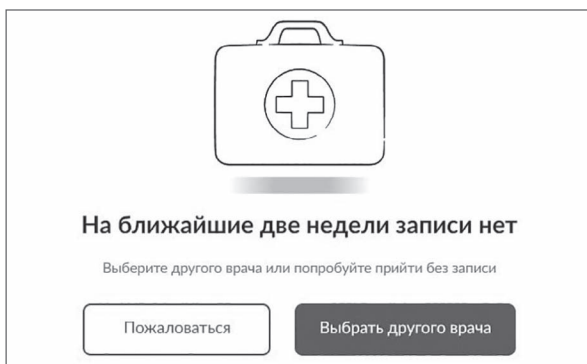 На ближайшие две недели записи нет
Выберите другого врача или попробуйте прийти без записи
Пожаловаться
Выбрать другого врача